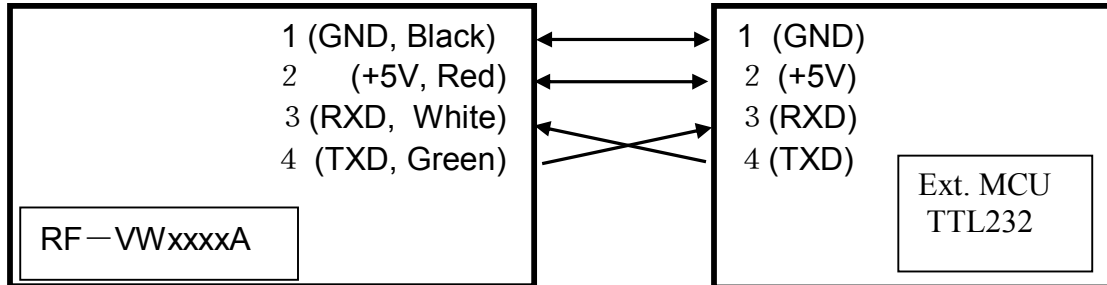 1 (GND, Black)
2 (+5V, Red)
3 (RXD, White)
4 (TXD, Green)
RF－VWxxxxA
1 (GND)
2 (+5V)
3 (RXD)
4 (TXD)
Ext. MCU
TTL232